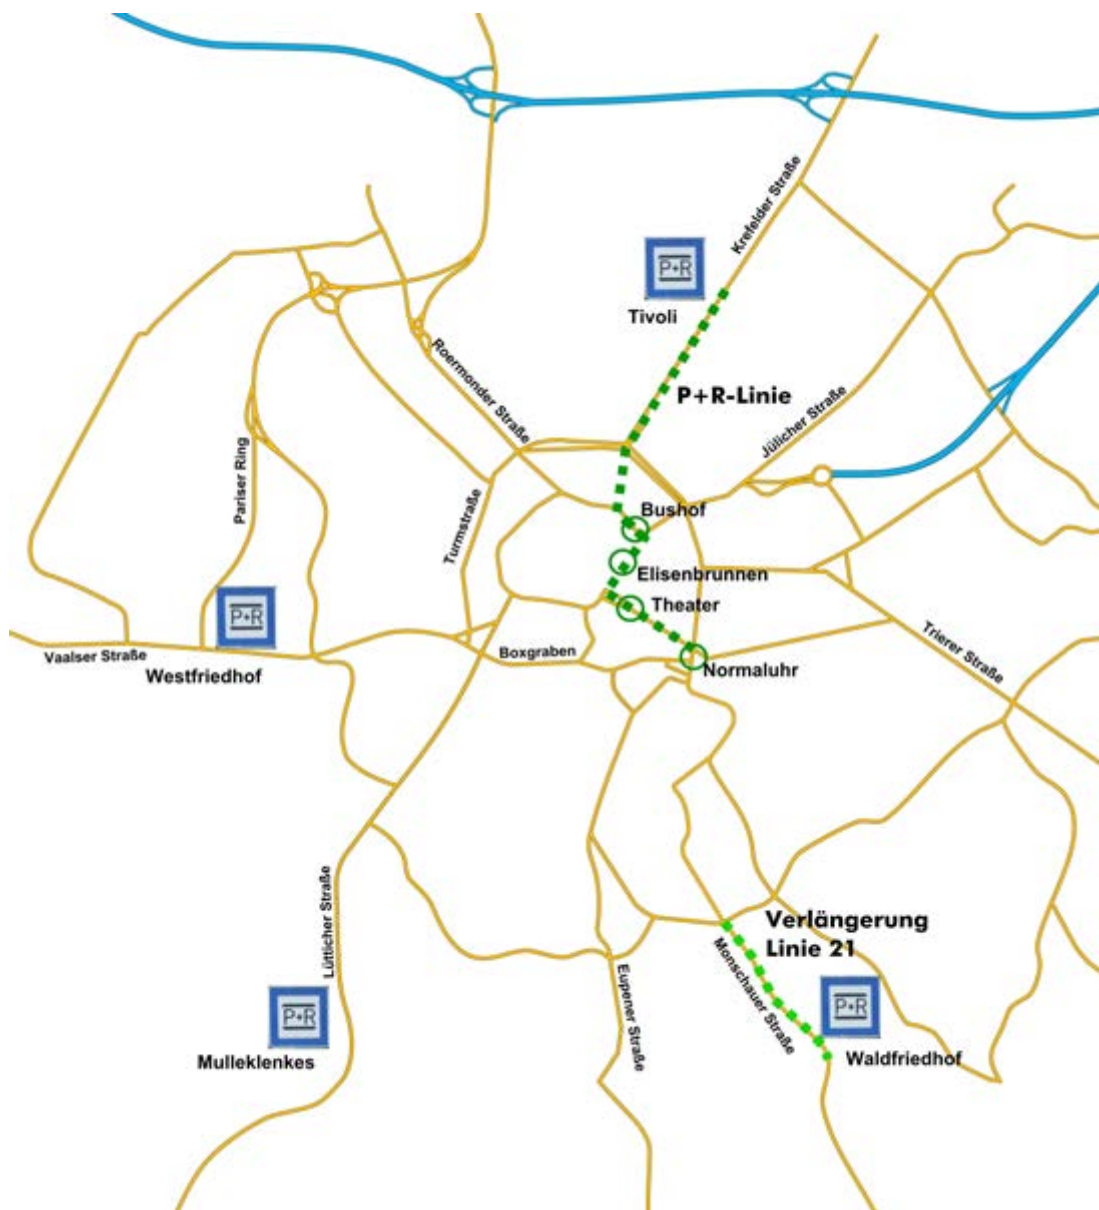 Krefelder Straße
P+R
Tivoli
Roermonder Straße
P+R-Linie
Jülicher Straße
Pariser Ring
Turmstraße
Bushof
Elisenbrunnen
P+R
Theater
Trierer Straße
Vaalser Straße
Boxgraben
Westfriedhof
Normaluhr
Lütticher Straße
Verlängerung
Linie 21
Monschauer Straße
Eupener Straße
P+R
P+R
Mulleklenkes
Waldfriedhof